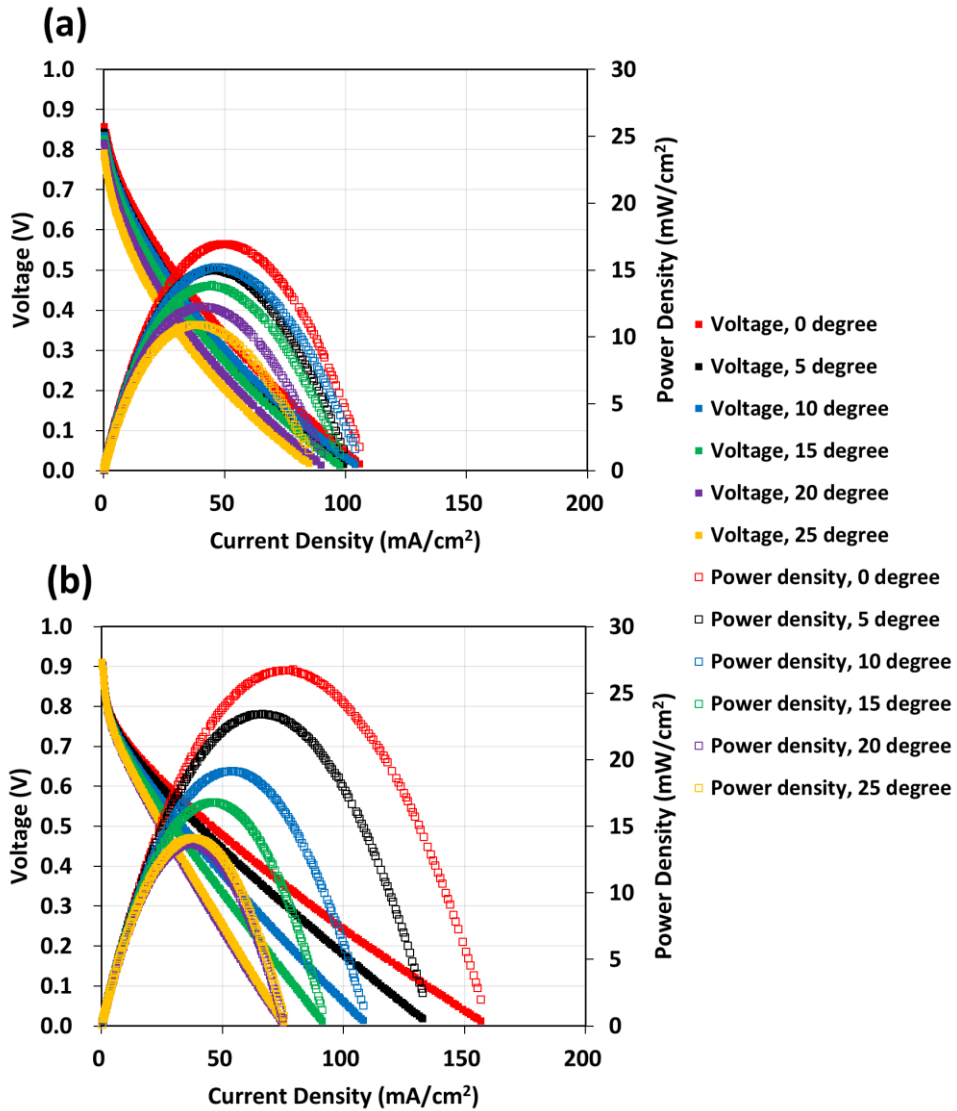 (a)
1.0
0.9
0.8
0.7
0.6
0.5
0.4
0.3
0.2
0.1
0.0
Voltage (V)
30
25
20
15
10
5
0
Power Density (mW/cm²)
0 50 100 150 200
Current Density (mA/cm²)
(b)
1.0
0.9
0.8
0.7
0.6
0.5
0.4
0.3
0.2
0.1
0.0
Voltage (V)
30
25
20
15
10
5
0
Power Density (mW/cm²)
0 50 100 150 200
Current Density (mA/cm²)
Voltage, 0 degree
Voltage, 5 degree
Voltage, 10 degree
Voltage, 15 degree
Voltage, 20 degree
Voltage, 25 degree
Power density, 0 degree
Power density, 5 degree
Power density, 10 degree
Power density, 15 degree
Power density, 20 degree
Power density, 25 degree